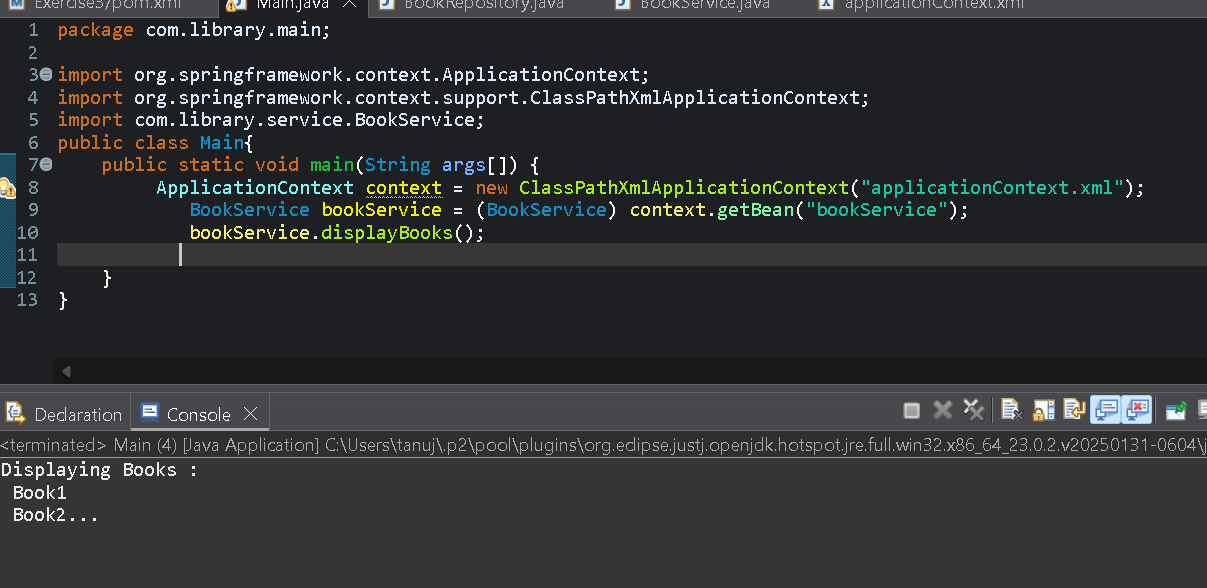 Exercise3/pom.xml Main.java BookRepository.java BookService.java applicationContext.xml
1 package com.library.main;
2
3 import org.springframework.context.ApplicationContext;
4 import org.springframework.context.support.ClassPathXmlApplicationContext;
5 import com.library.service.BookService;
6 public class Main{
7 public static void main(String args[]) {
8 ApplicationContext context = new ClassPathXmlApplicationContext("applicationContext.xml");
9 BookService bookService = (BookService) context.getBean("bookService");
10 bookService.displayBooks();
11
12 }
13 }
Declaration Console
<terminated> Main (4) [Java Application] C:\Users\tanuj\.p2\pool\plugins\org.eclipse.justj.openjdk.hotspot.jre.full.win32.x86_64_23.0.2.v20250131-0604\j
Displaying Books :
Book1
Book2...